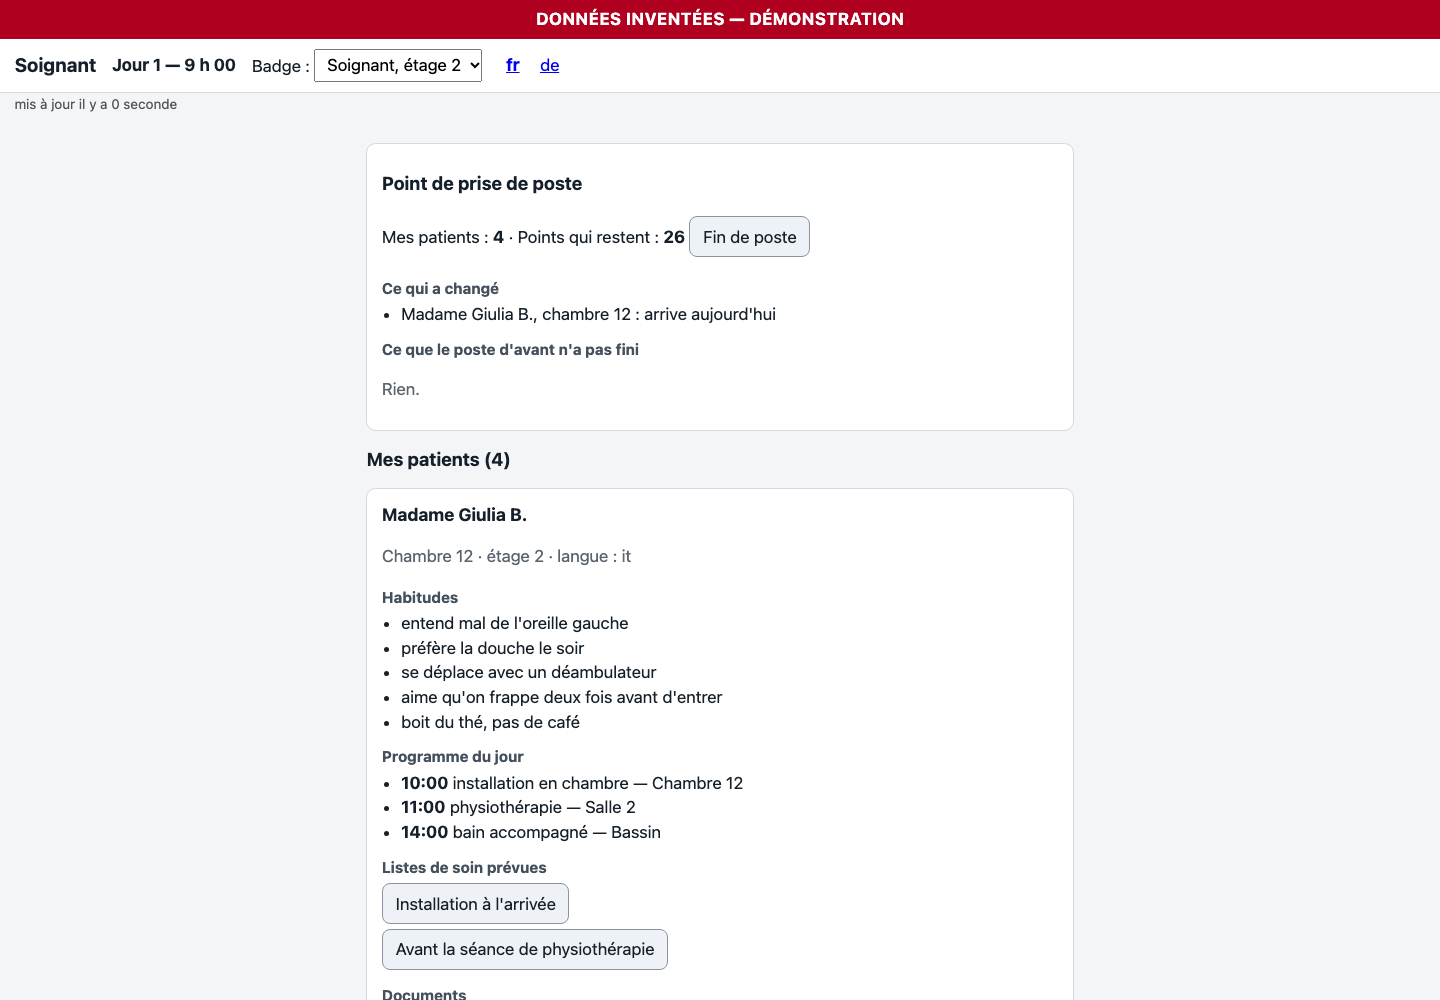 DONNÉES INVENTÉES — DÉMONSTRATION
Soignant Jour 1 — 9 h 00 Badge : Soignant, étage 2 fr de
mis à jour il y a 0 seconde
Point de prise de poste
Mes patients : 4 · Points qui restent : 26 Fin de poste
Ce qui a changé
• Madame Giulia B., chambre 12 : arrive aujourd'hui
Ce que le poste d'avant n'a pas fini
Rien.
Mes patients (4)
Madame Giulia B.
Chambre 12 · étage 2 · langue : it
Habitudes
• entend mal de l'oreille gauche
• préfère la douche le soir
• se déplace avec un déambulateur
• aime qu'on frappe deux fois avant d'entrer
• boit du thé, pas de café
Programme du jour
• 10:00 installation en chambre — Chambre 12
• 11:00 physiothérapie — Salle 2
• 14:00 bain accompagné — Bassin
Listes de soin prévues
Installation à l'arrivée
Avant la séance de physiothérapie
Documents